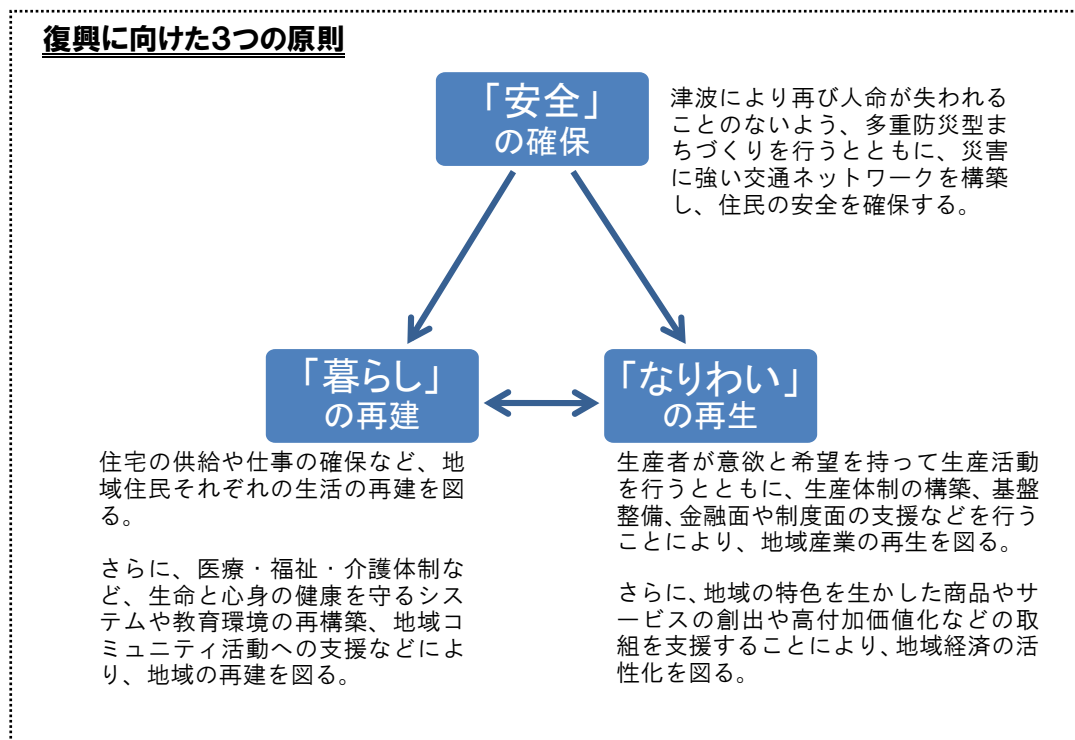 復興に向けた3つの原則
「安全」
の確保
津波により再び人命が失われる
ことのないよう、多重防災型ま
ちづくりを行うとともに、災害
に強い交通ネットワークを構築
し、住民の安全を確保する。
「暮らし」
の再建
住宅の供給や仕事の確保など、地
域住民それぞれの生活の再建を図
る。
さらに、医療・福祉・介護体制な
ど、生命と心身の健康を守るシス
テムや教育環境の再構築、地域コ
ミュニティ活動への支援などによ
り、地域の再建を図る。
「なりわい」
の再生
生産者が意欲と希望を持って生産活動
を行うとともに、生産体制の構築、基盤
整備、金融面や制度面の支援などを行う
ことにより、地域産業の再生を図る。
さらに、地域の特色を生かした商品やサ
ービスの創出や高付加価値化などの取
組を支援することにより、地域経済の活
性化を図る。